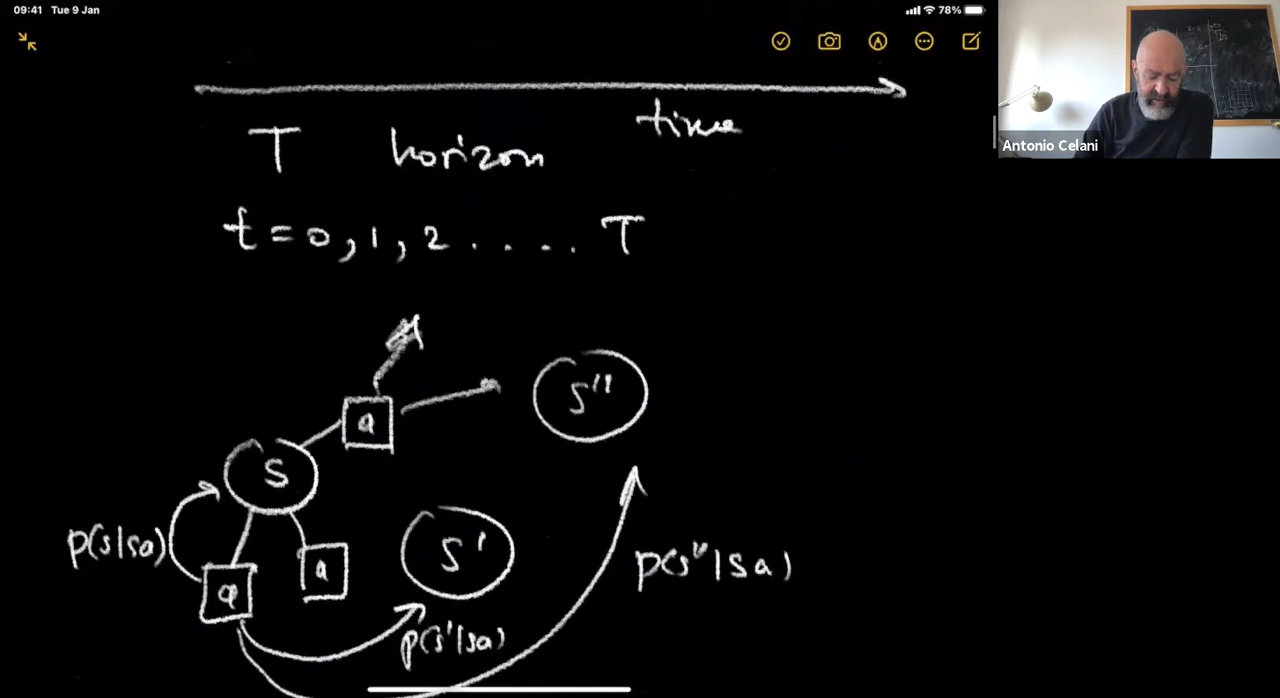 09:41 Tue 9 Jan
78%
Antonio Celani
time
T horizon
t = 0, 1, 2 . . . . . T
a
s''
s
p(s|sa)
a
s'
p(s''|sa)
a
p(s'|sa)